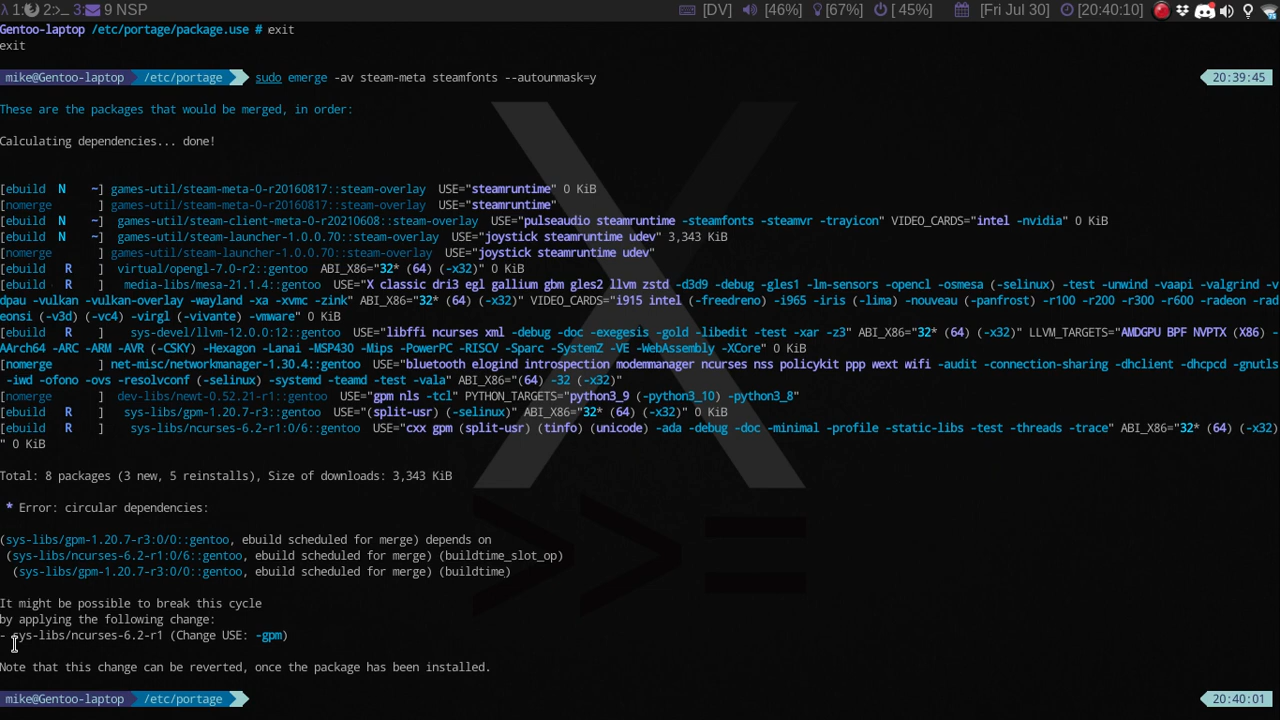 λ 1: 2:>_ 3: 9 NSP [DV] [46%] [67%] [ 45%] [Fri Jul 30] [20:40:10]
Gentoo-laptop /etc/portage/package.use # exit
exit
mike@Gentoo-laptop /etc/portage sudo emerge -av steam-meta steamfonts --autounmask=y 20:39:45
These are the packages that would be merged, in order:
Calculating dependencies... done!
[ebuild  N    ~] games-util/steam-meta-0-r20160817::steam-overlay  USE="steamruntime" 0 KiB
[nomerge       ] games-util/steam-meta-0-r20160817::steam-overlay  USE="steamruntime"
[ebuild  N    ~]  games-util/steam-client-meta-0-r20210608::steam-overlay  USE="pulseaudio steamruntime -steamfonts -steamvr -trayicon" VIDEO_CARDS="intel -nvidia" 0 KiB
[ebuild  N    ~]  games-util/steam-launcher-1.0.0.70::steam-overlay  USE="joystick steamruntime udev" 3,343 KiB
[nomerge       ]  games-util/steam-launcher-1.0.0.70::steam-overlay  USE="joystick steamruntime udev"
[ebuild   R    ]  virtual/opengl-7.0-r2::gentoo  ABI_X86="32* (64) (-x32)" 0 KiB
[ebuild   R    ]  media-libs/mesa-21.1.4::gentoo  USE="X classic dri3 egl gallium gbm gles2 llvm zstd -d3d9 -debug -gles1 -lm-sensors -opencl -osmesa (-selinux) -test -unwind -vaapi -valgrind -v
dpau -vulkan -vulkan-overlay -wayland -xa -xvmc -zink" ABI_X86="32* (64) (-x32)" VIDEO_CARDS="i915 intel (-freedreno) -i965 -iris (-lima) -nouveau (-panfrost) -r100 -r200 -r300 -r600 -radeon -rad
eonsi (-v3d) (-vc4) -virgl (-vivante) -vmware" 0 KiB
[ebuild   R    ]   sys-devel/llvm-12.0.0:12::gentoo  USE="libffi ncurses xml -debug -doc -exegesis -gold -libedit -test -xar -z3" ABI_X86="32* (64) (-x32)" LLVM_TARGETS="AMDGPU BPF NVPTX (X86) -
AArch64 -ARC -ARM -AVR (-CSKY) -Hexagon -Lanai -MSP430 -Mips -PowerPC -RISCV -Sparc -SystemZ -VE -WebAssembly -XCore" 0 KiB
[nomerge       ] net-misc/networkmanager-1.30.4::gentoo  USE="bluetooth elogind introspection modemmanager ncurses nss policykit ppp wext wifi -audit -connection-sharing -dhclient -dhcpcd -gnutls
-iwd -ofono -ovs -resolvconf (-selinux) -systemd -teamd -test -vala" ABI_X86="(64) -32 (-x32)"
[nomerge       ]  dev-libs/newt-0.52.21-r1::gentoo  USE="gpm nls -tcl" PYTHON_TARGETS="python3_9 (-python3_10) -python3_8"
[ebuild   R    ]   sys-libs/gpm-1.20.7-r3::gentoo  USE="(split-usr) (-selinux)" ABI_X86="32* (64) (-x32)" 0 KiB
[ebuild   R    ]    sys-libs/ncurses-6.2-r1:0/6::gentoo  USE="cxx gpm (split-usr) (tinfo) (unicode) -ada -debug -doc -minimal -profile -static-libs -test -threads -trace" ABI_X86="32* (64) (-x32)
" 0 KiB
Total: 8 packages (3 new, 5 reinstalls), Size of downloads: 3,343 KiB
* Error: circular dependencies:
(sys-libs/gpm-1.20.7-r3:0/0::gentoo, ebuild scheduled for merge) depends on
(sys-libs/ncurses-6.2-r1:0/6::gentoo, ebuild scheduled for merge) (buildtime_slot_op)
(sys-libs/gpm-1.20.7-r3:0/0::gentoo, ebuild scheduled for merge) (buildtime)
It might be possible to break this cycle
by applying the following change:
- sys-libs/ncurses-6.2-r1 (Change USE: -gpm)
Note that this change can be reverted, once the package has been installed.
mike@Gentoo-laptop /etc/portage 20:40:01